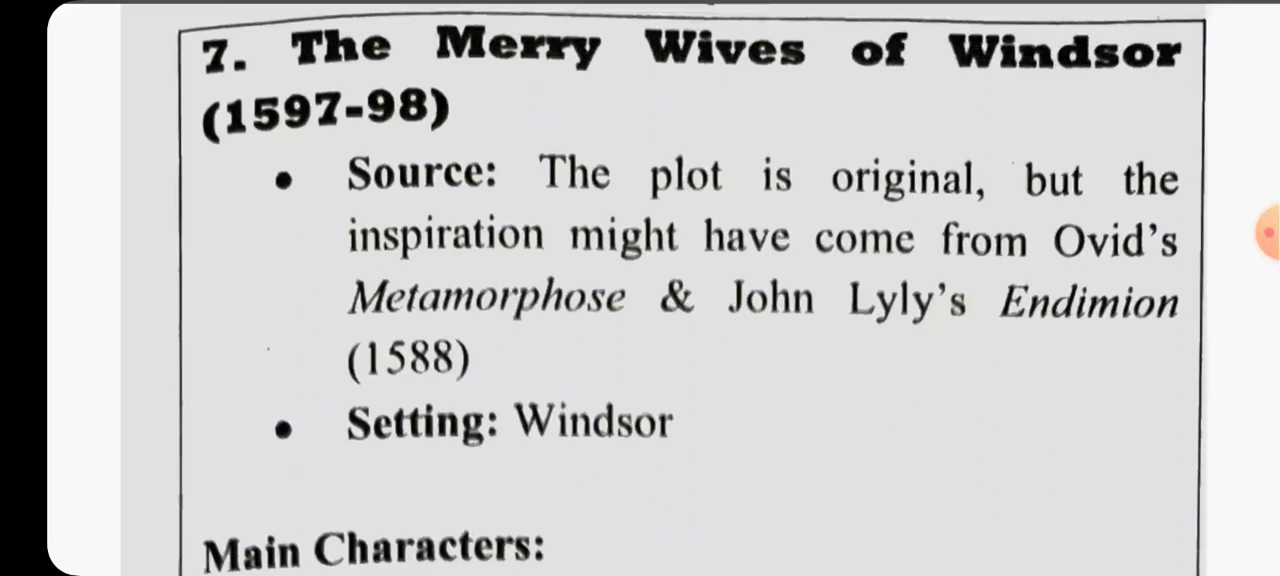 7. The Merry Wives of Windsor
(1597-98)
• Source: The plot is original, but the
inspiration might have come from Ovid's
Metamorphose & John Lyly's Endimion
(1588)
• Setting: Windsor
Main Characters: